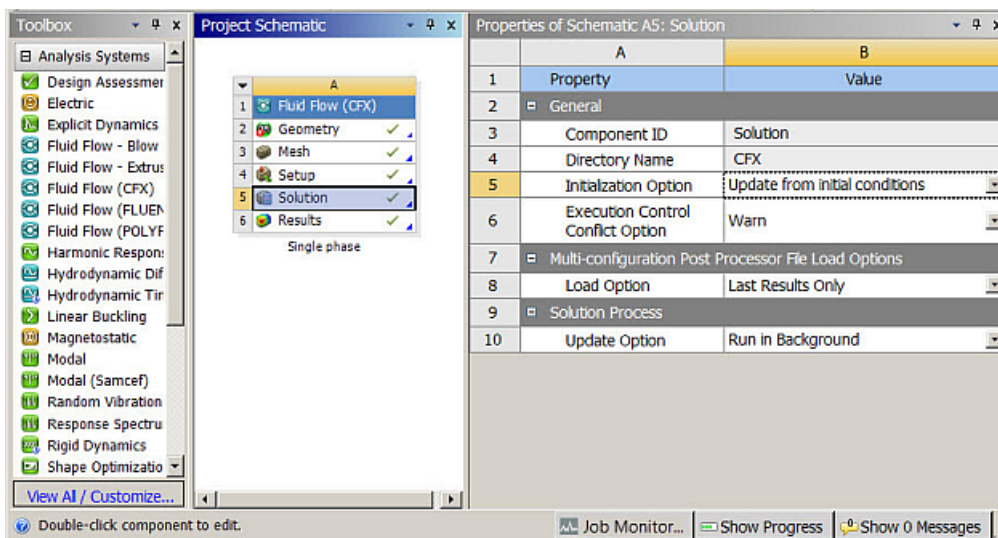 Toolbox
Analysis Systems
Design Assessmer
Electric
Explicit Dynamics
Fluid Flow - Blow
Fluid Flow - Extrus
Fluid Flow (CFX)
Fluid Flow (FLUEN
Fluid Flow (POLYF
Harmonic Respon:
Hydrodynamic Dif
Hydrodynamic Tir
Linear Buckling
Magnetostatic
Modal
Modal (Samcef)
Random Vibration
Response Spectru
Rigid Dynamics
Shape Optimizatio
View All / Customize...
Project Schematic
A
1 Fluid Flow (CFX)
2 Geometry
3 Mesh
4 Setup
5 Solution
6 Results
Single phase
Properties of Schematic A5: Solution
A B
1 Property Value
2 General
3 Component ID Solution
4 Directory Name CFX
5 Initialization Option Update from initial conditions
6 Execution Control Conflict Option Warn
7 Multi-configuration Post Processor File Load Options
8 Load Option Last Results Only
9 Solution Process
10 Update Option Run in Background
Double-click component to edit.
Job Monitor... Show Progress Show 0 Messages